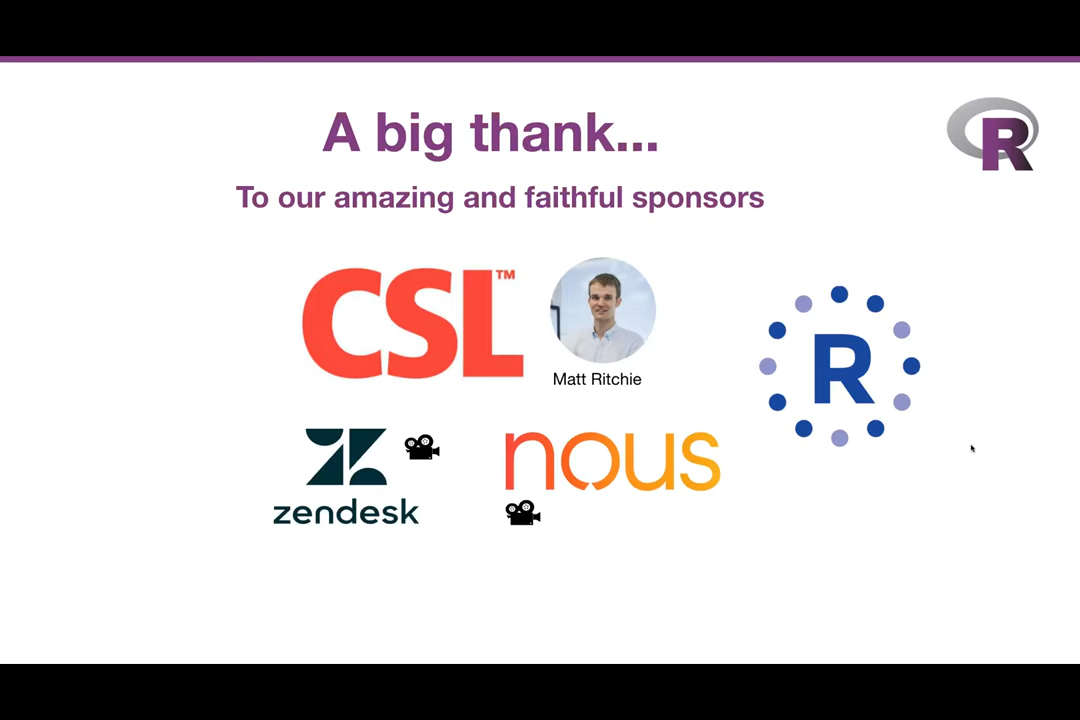 A big thank...
R
To our amazing and faithful sponsors
CSL™
Matt Ritchie
R
zendesk
nous